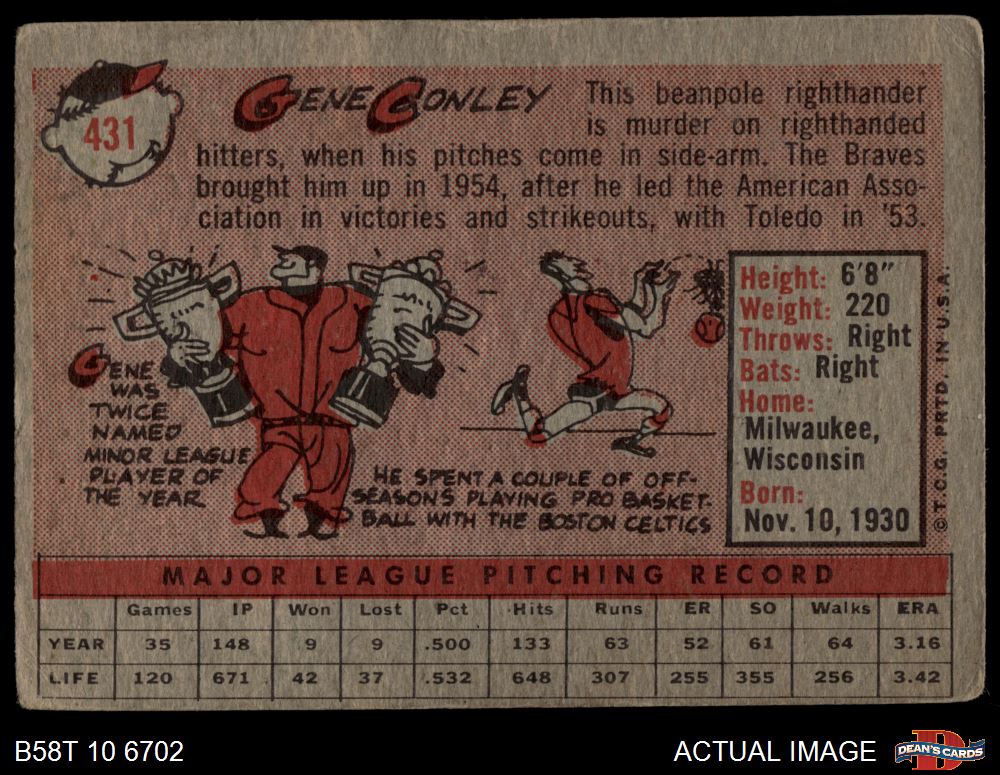 431
GENE CONLEY
This beanpole righthander
is murder on righthanded
hitters, when his pitches come in side-arm. The Braves
brought him up in 1954, after he led the American Asso-
ciation in victories and strikeouts, with Toledo in '53.
GENE
WAS
TWICE
NAMED
MINOR LEAGUE
PLAYER OF
THE YEAR
HE SPENT A COUPLE OF OFF-
SEASONS PLAYING PRO BASKET-
BALL WITH THE BOSTON CELTICS
Height: 6'8"
Weight: 220
Throws: Right
Bats: Right
Home:
Milwaukee,
Wisconsin
Born:
Nov. 10, 1930
© T.C.G. PRTD. IN U.S.A.
MAJOR LEAGUE PITCHING RECORD
Games IP Won Lost Pct Hits Runs ER SO Walks ERA
YEAR 35 148 9 9 .500 133 63 52 61 64 3.16
LIFE 120 671 42 37 .532 648 307 255 355 256 3.42
B58T 10 6702
ACTUAL IMAGE
DEAN'S CARDS